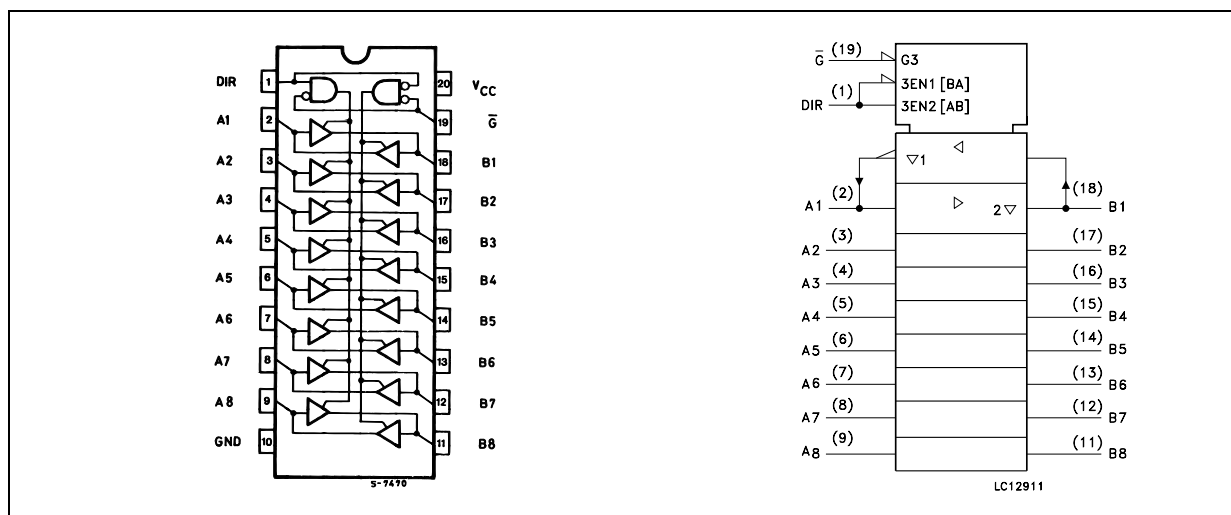 DIR 1 20 VCC
A1 2 19 G̅
A2 3 18 B1
A3 4 17 B2
A4 5 16 B3
A5 6 15 B4
A6 7 14 B5
A7 8 13 B6
A8 9 12 B7
GND 10 11 B8
S-7470
G̅ (19) G3
3EN1 [BA]
DIR (1) 3EN2 [AB]
▽1 ◁
A1 (2) ▷ 2▽ (18) B1
A2 (3) (17) B2
A3 (4) (16) B3
A4 (5) (15) B4
A5 (6) (14) B5
A6 (7) (13) B6
A7 (8) (12) B7
A8 (9) (11) B8
LC12911